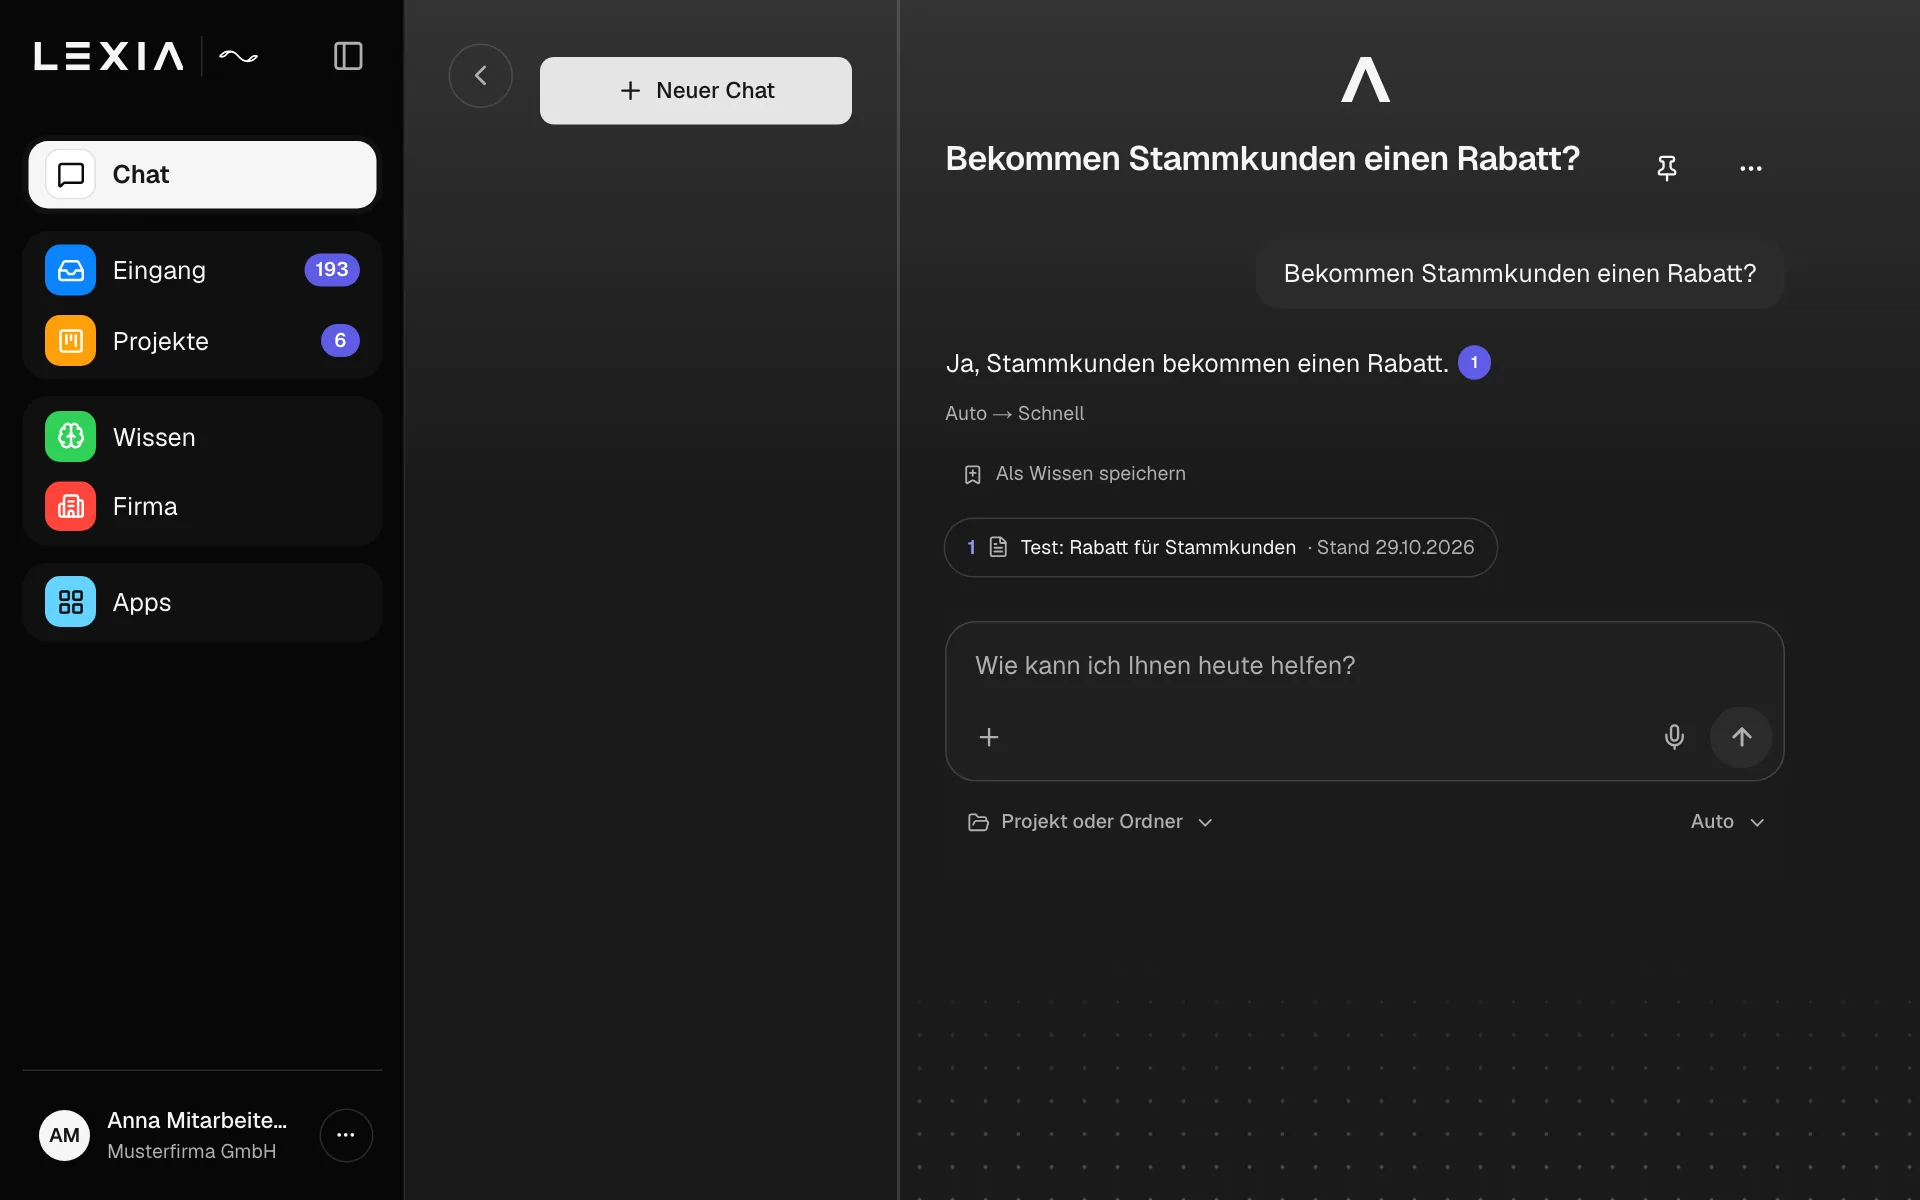 LEXIA
Chat
Eingang 193
Projekte 6
Wissen
Firma
Apps
AM
Anna Mitarbeite...
Musterfirma GmbH
Neuer Chat
Bekommen Stammkunden einen Rabatt?
Bekommen Stammkunden einen Rabatt?
Ja, Stammkunden bekommen einen Rabatt. 1
Auto → Schnell
Als Wissen speichern
1 Test: Rabatt für Stammkunden · Stand 29.10.2026
Wie kann ich Ihnen heute helfen?
Projekt oder Ordner
Auto